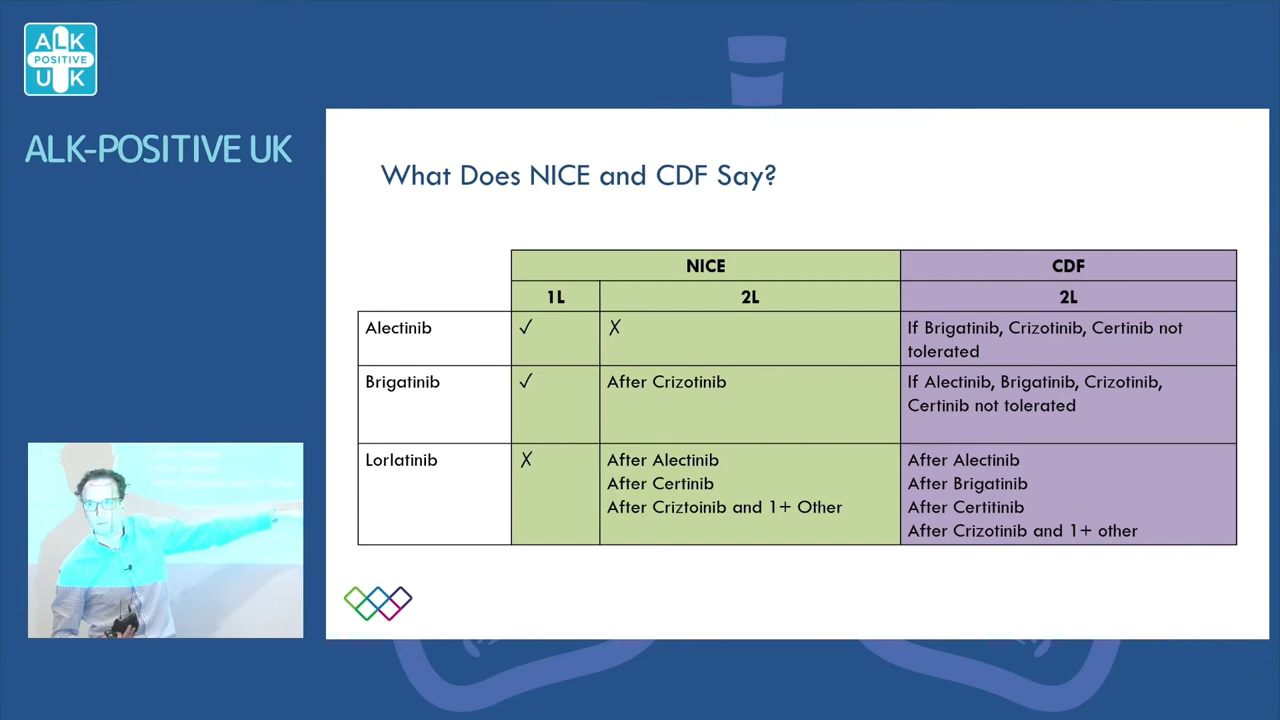 ALK
POSITIVE
UK
ALK-POSITIVE UK
What Does NICE and CDF Say?
NICE
CDF
1L
2L
2L
Alectinib
✓
✗
If Brigatinib, Crizotinib, Certinib not
tolerated
Brigatinib
✓
After Crizotinib
If Alectinib, Brigatinib, Crizotinib,
Certinib not tolerated
Lorlatinib
✗
After Alectinib
After Certinib
After Criztoinib and 1+ Other
After Alectinib
After Brigatinib
After Certitinib
After Crizotinib and 1+ other